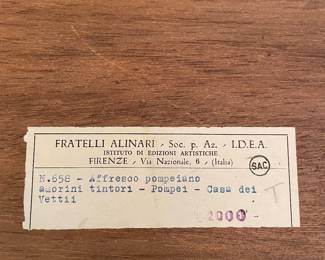 FRATELLI ALINARI - Soc. p. Az. - I.D.E.A.
ISTITUTO DI EDIZIONI ARTISTICHE
FIRENZE - Via Nazionale, 6 - (Italia)
SAC
N.658 - Affresco pompeiano
amorini tintori - Pompei - Casa dei
Vettii
2000
T